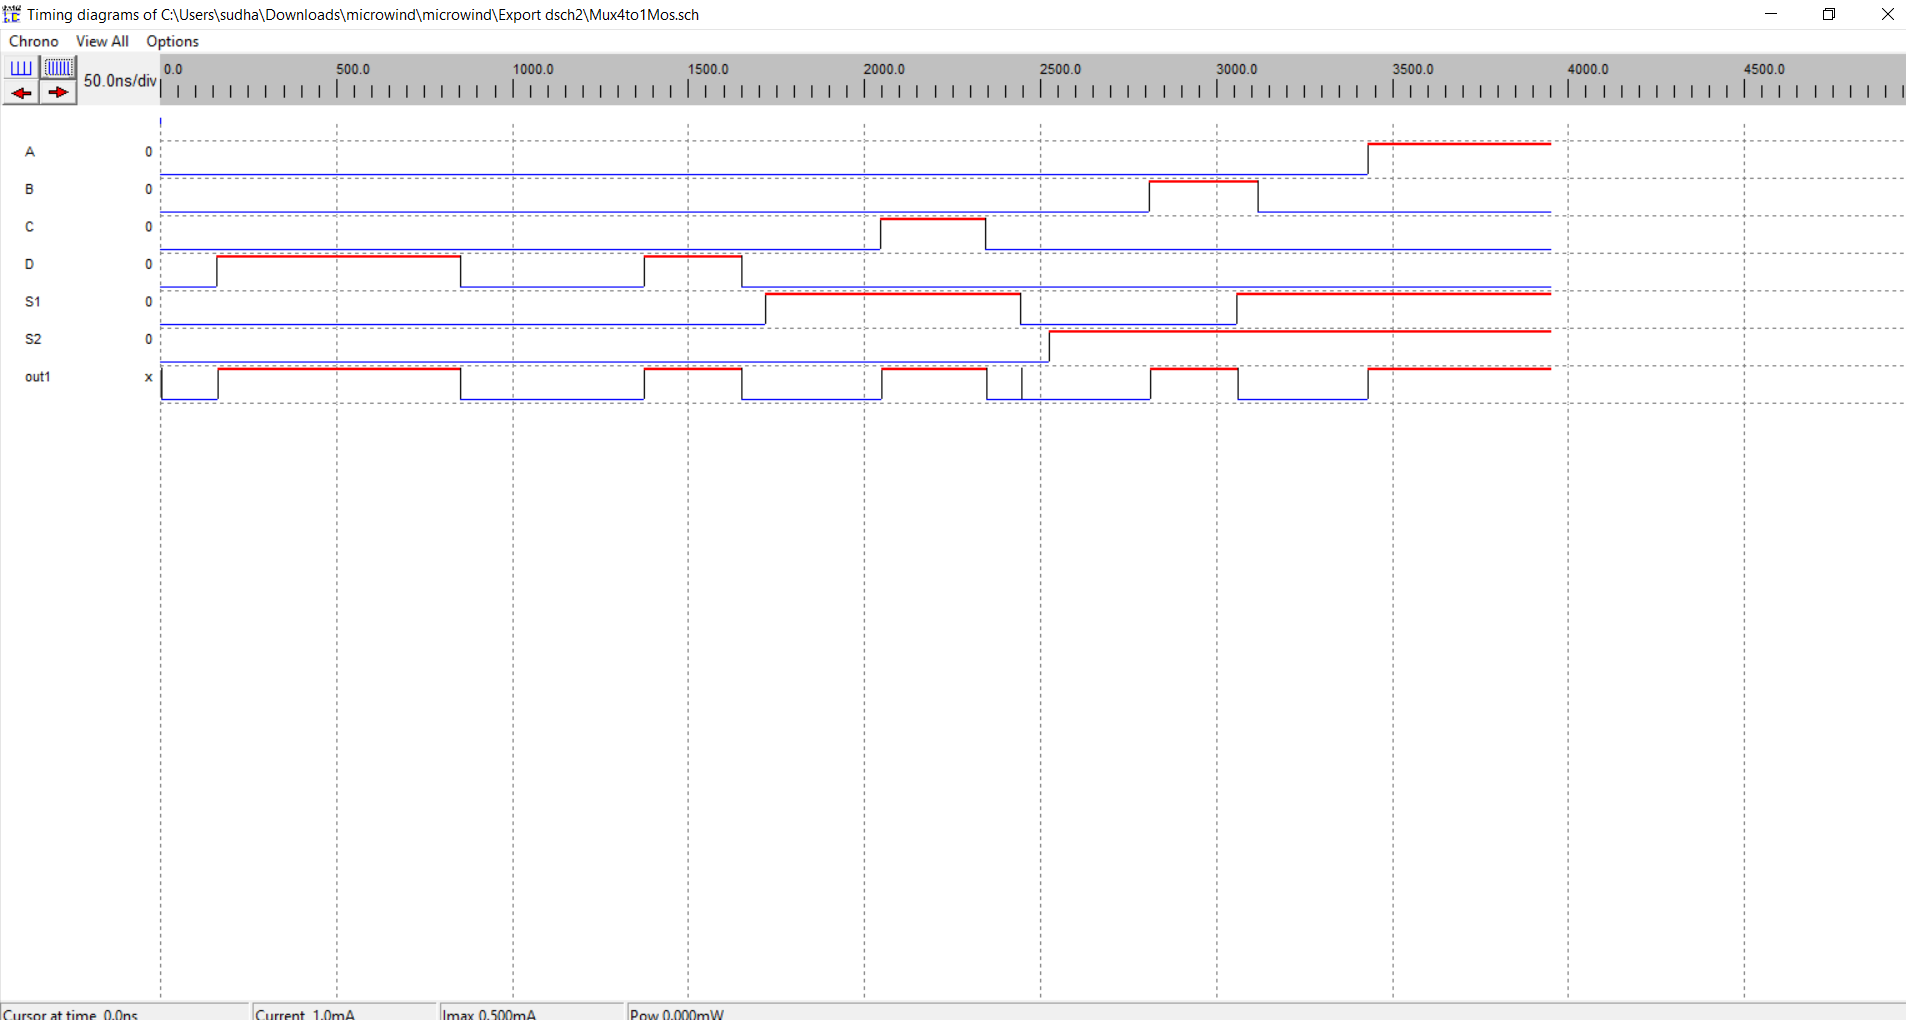 Timing diagrams of C:\Users\sudha\Downloads\microwind\microwind\Export dsch2\Mux4to1Mos.sch
Chrono View All Options
50.0ns/div 0.0 500.0 1000.0 1500.0 2000.0 2500.0 3000.0 3500.0 4000.0 4500.0
A 0
B 0
C 0
D 0
S1 0
S2 0
out1 x
Cursor at time 0.0ns Current 1.0mA Imax 0.500mA Pow 0.000mW